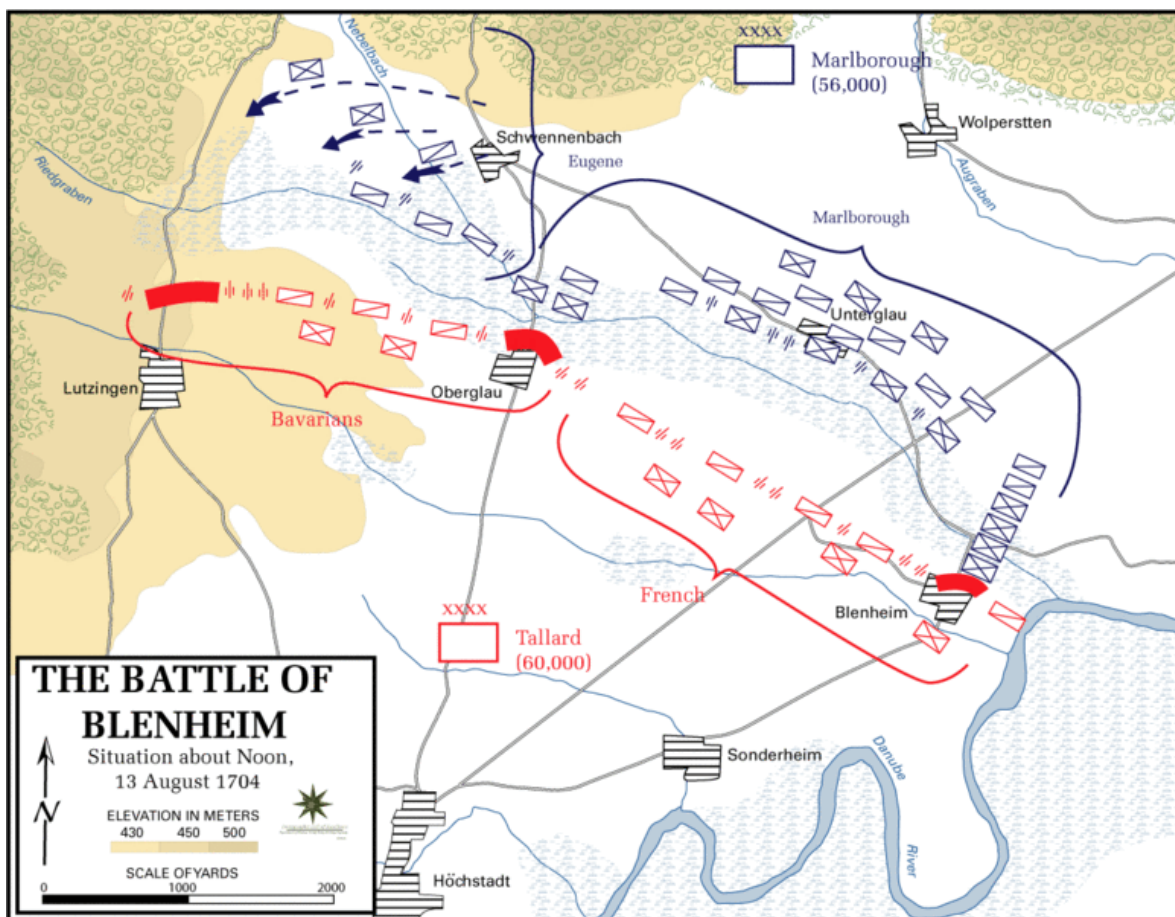 xxxx
Marlborough
(56,000)
Nebelbach
Schwennenbach
Eugene
Wolperstten
Augraben
Riedgraben
Marlborough
Unterglau
Lutzingen
Oberglau
Bavarians
French
Blenheim
xxxx
Tallard
(60,000)
Sonderheim
Danube
River
Höchstadt
THE BATTLE OF
BLENHEIM
Situation about Noon,
13 August 1704
N
ELEVATION IN METERS
430 450 500
SCALE OF YARDS
0 1000 2000